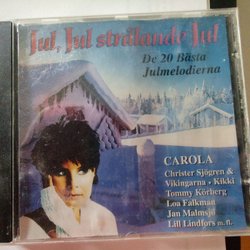 Jul, Jul strålande Jul
De 20 Bästa
Julmelodierna
CAROLA
Christer Sjögren &
Vikingarna - Kikki
Tommy Körberg
Loa Falkman
Jan Malmsjö
Lill Lindfors m. fl.